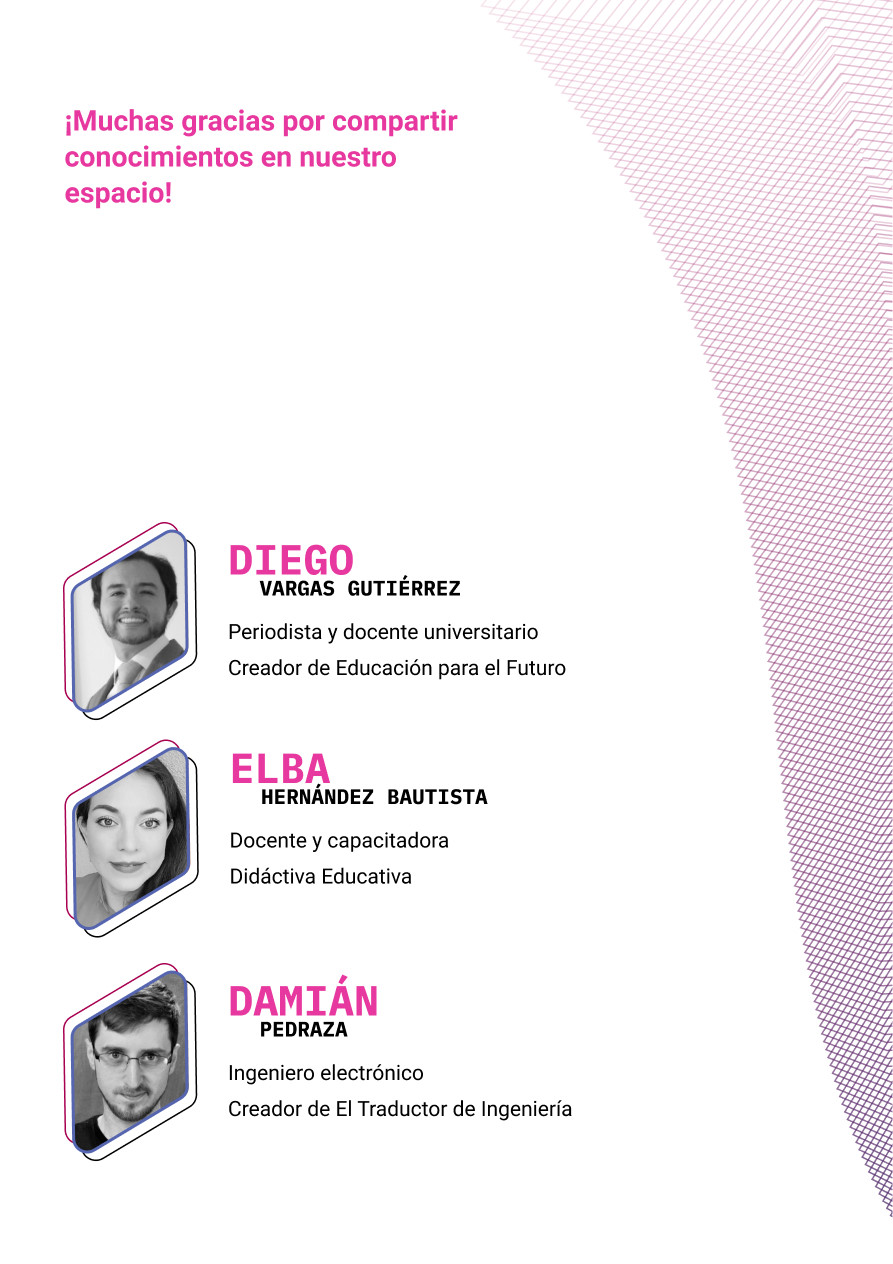 ¡Muchas gracias por compartir
conocimientos en nuestro
espacio!
DIEGO
VARGAS GUTIÉRREZ
Periodista y docente universitario
Creador de Educación para el Futuro
ELBA
HERNÁNDEZ BAUTISTA
Docente y capacitadora
Didáctiva Educativa
DAMIÁN
PEDRAZA
Ingeniero electrónico
Creador de El Traductor de Ingeniería